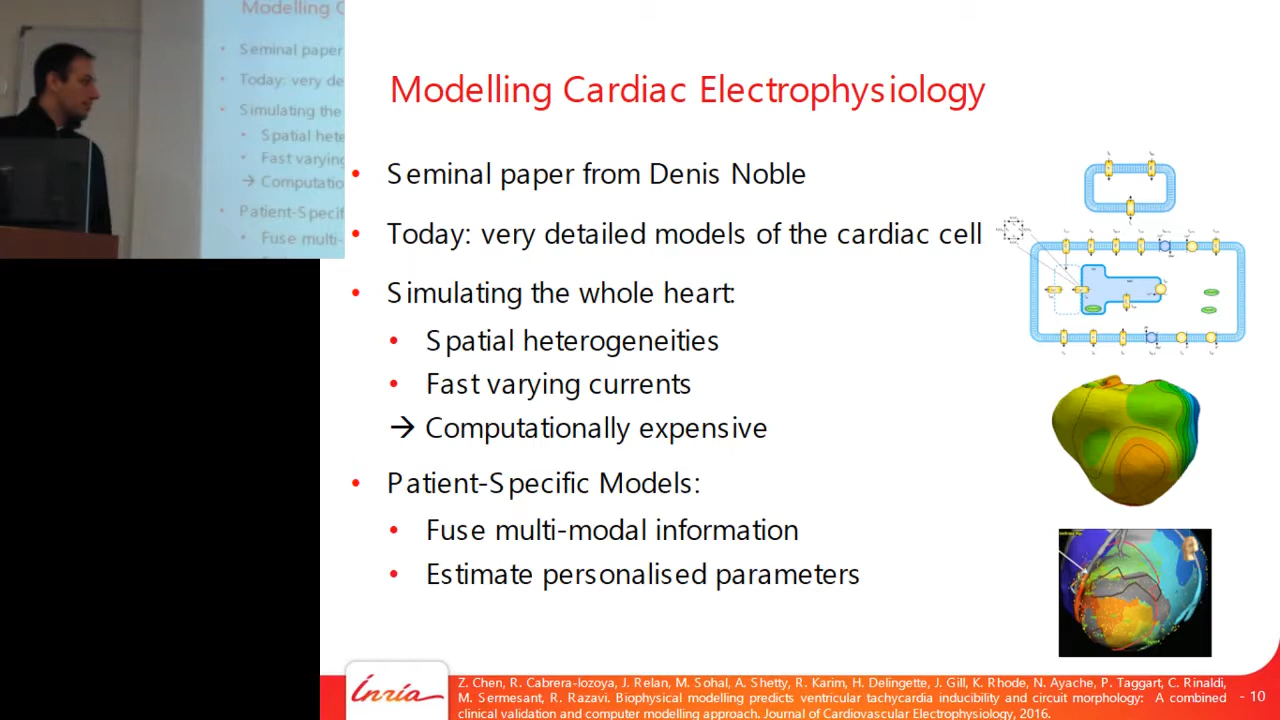 Modelling C
Seminal paper
Today: very de
Simulating the
Spatial hete
Fast varying
→ Computatio
Patient-Specif
Fuse multi-
Modelling Cardiac Electrophysiology
• Seminal paper from Denis Noble
• Today: very detailed models of the cardiac cell
• Simulating the whole heart:
• Spatial heterogeneities
• Fast varying currents
→ Computationally expensive
• Patient-Specific Models:
• Fuse multi-modal information
• Estimate personalised parameters
Inria
Z. Chen, R. Cabrera-lozoya, J. Relan, M. Sohal, A. Shetty, R. Karim, H. Delingette, J. Gill, K. Rhode, N. Ayache, P. Taggart, C. Rinaldi,
M. Sermesant, R. Razavi. Biophysical modelling predicts ventricular tachycardia inducibility and circuit morphology: A combined
clinical validation and computer modelling approach. Journal of Cardiovascular Electrophysiology, 2016.
- 10